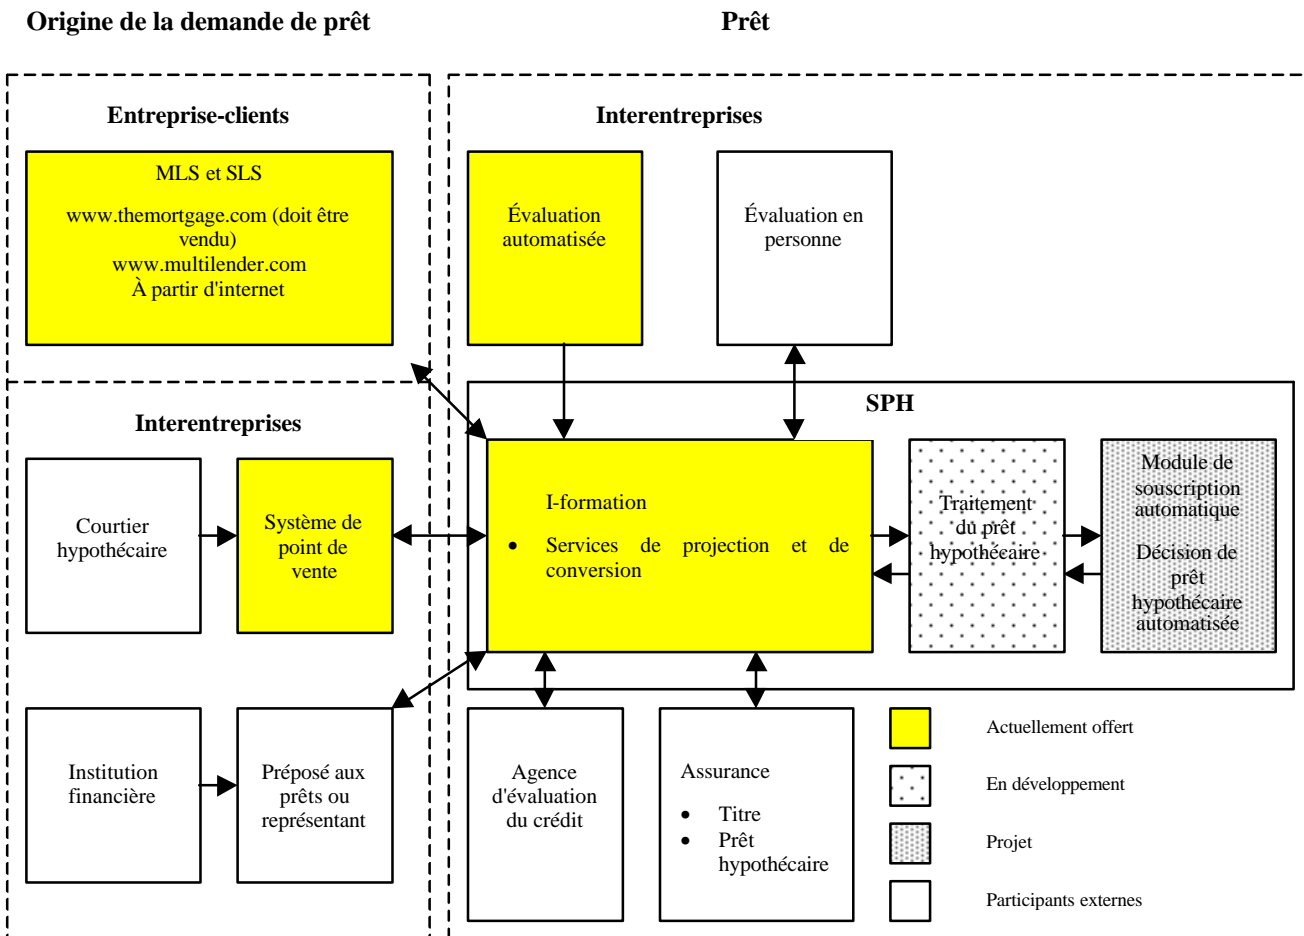 Origine de la demande de prêt
Prêt
Entreprise-clients
MLS et SLS
www.themortgage.com (doit être
vendu)
www.multilender.com
À partir d'internet
Interentreprises
Évaluation
automatisée
Évaluation en
personne
Interentreprises
Courtier
hypothécaire
Système de
point de
vente
SPH
I-formation
• Services de projection et de
conversion
Traitement
du prêt
hypothécaire
Module de
souscription
automatique
Décision de
prêt
hypothécaire
automatisée
Institution
financière
Préposé aux
prêts ou
représentant
Agence
d'évaluation
du crédit
Assurance
• Titre
• Prêt
hypothécaire
Actuellement offert
En développement
Projet
Participants externes